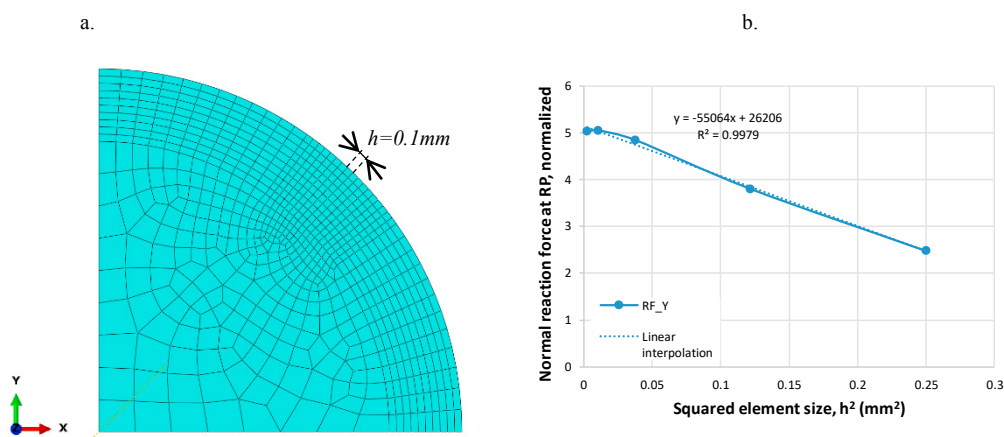 a.
h=0.1mm
Y
X
Z
b.
Normal reaction force at RP, normalized
6
5
4
3
2
1
0
y = -55064x + 26206
R² = 0.9979
RF_Y
Linear
interpolation
0
0.05
0.1
0.15
0.2
0.25
0.3
Squared element size, h² (mm²)